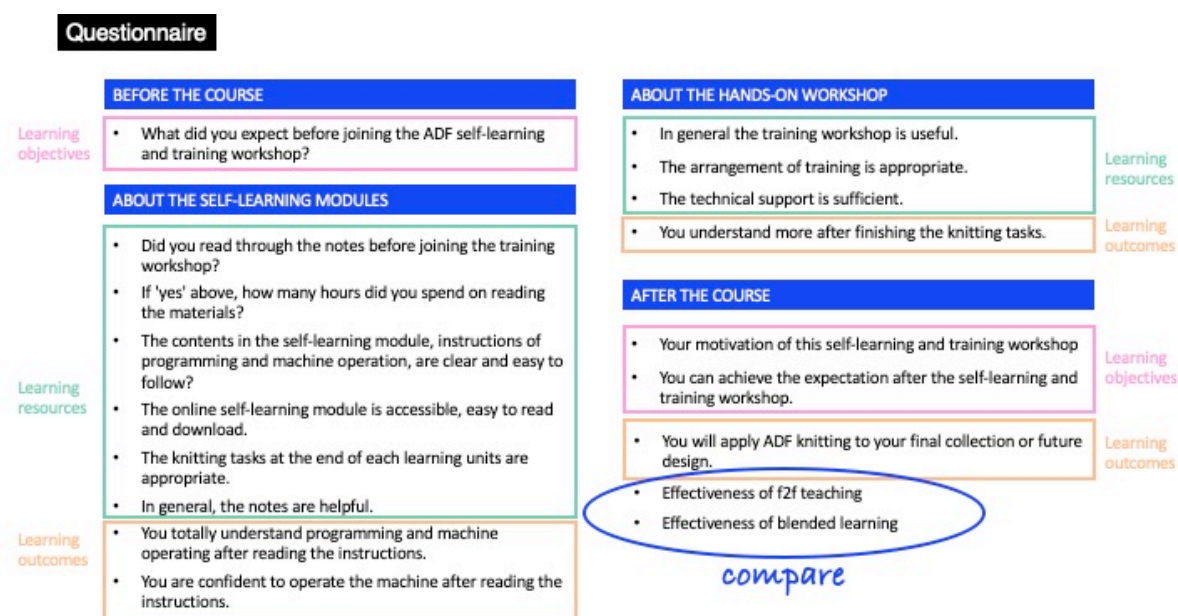 Questionnaire
BEFORE THE COURSE
Learning
objectives
• What did you expect before joining the ADF self-learning
and training workshop?
ABOUT THE SELF-LEARNING MODULES
Learning
resources
• Did you read through the notes before joining the training
workshop?
• If 'yes' above, how many hours did you spend on reading
the materials?
• The contents in the self-learning module, instructions of
programming and machine operation, are clear and easy to
follow?
• The online self-learning module is accessible, easy to read
and download.
• The knitting tasks at the end of each learning units are
appropriate.
• In general, the notes are helpful.
Learning
outcomes
• You totally understand programming and machine
operating after reading the instructions.
• You are confident to operate the machine after reading the
instructions.
ABOUT THE HANDS-ON WORKSHOP
• In general the training workshop is useful.
• The arrangement of training is appropriate.
• The technical support is sufficient.
Learning
resources
• You understand more after finishing the knitting tasks.
Learning
outcomes
AFTER THE COURSE
• Your motivation of this self-learning and training workshop
• You can achieve the expectation after the self-learning and
training workshop.
Learning
objectives
• You will apply ADF knitting to your final collection or future
design.
Learning
outcomes
• Effectiveness of f2f teaching
• Effectiveness of blended learning
compare